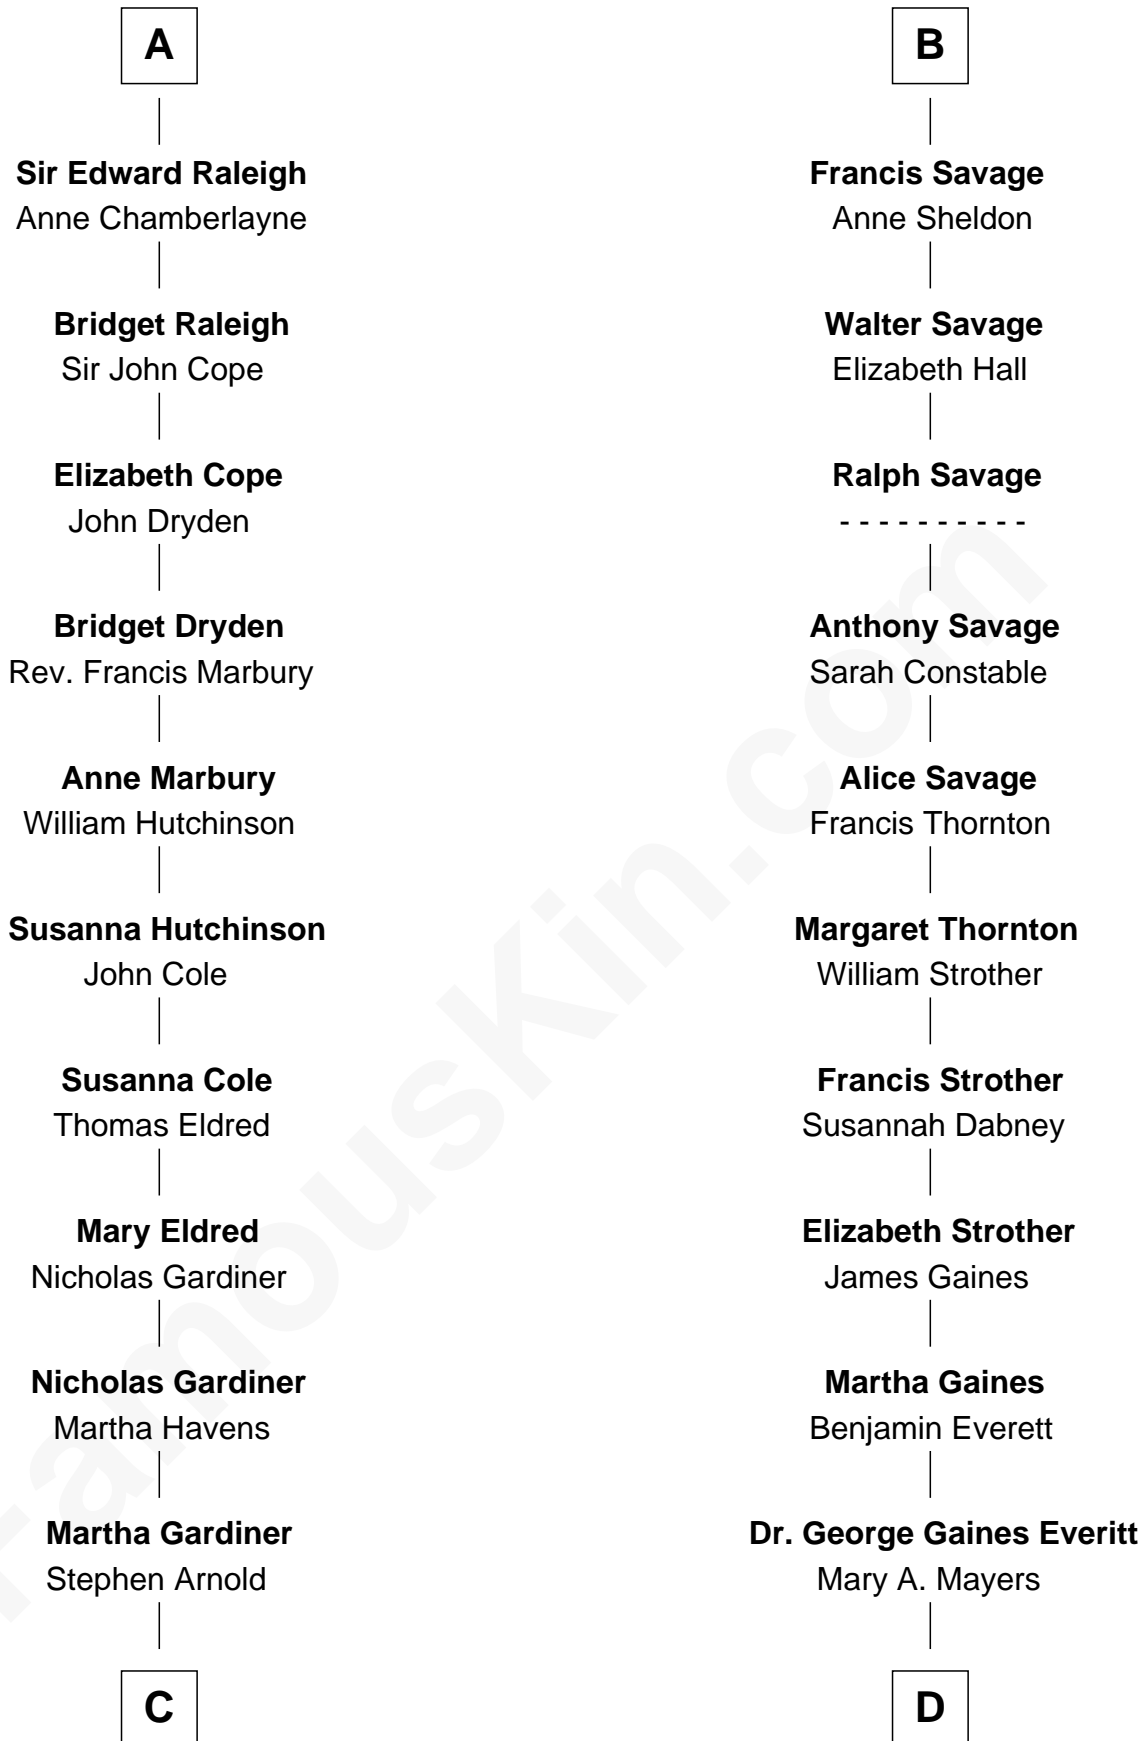 A
Sir Edward Raleigh
Anne Chamberlayne
Bridget Raleigh
Sir John Cope
Elizabeth Cope
John Dryden
Bridget Dryden
Rev. Francis Marbury
Anne Marbury
William Hutchinson
Susanna Hutchinson
John Cole
Susanna Cole
Thomas Eldred
Mary Eldred
Nicholas Gardiner
Nicholas Gardiner
Martha Havens
Martha Gardiner
Stephen Arnold
C
B
Francis Savage
Anne Sheldon
Walter Savage
Elizabeth Hall
Ralph Savage
- - - - - - - - - -
Anthony Savage
Sarah Constable
Alice Savage
Francis Thornton
Margaret Thornton
William Strother
Francis Strother
Susannah Dabney
Elizabeth Strother
James Gaines
Martha Gaines
Benjamin Everett
Dr. George Gaines Everitt
Mary A. Mayers
D
FamousKin.com